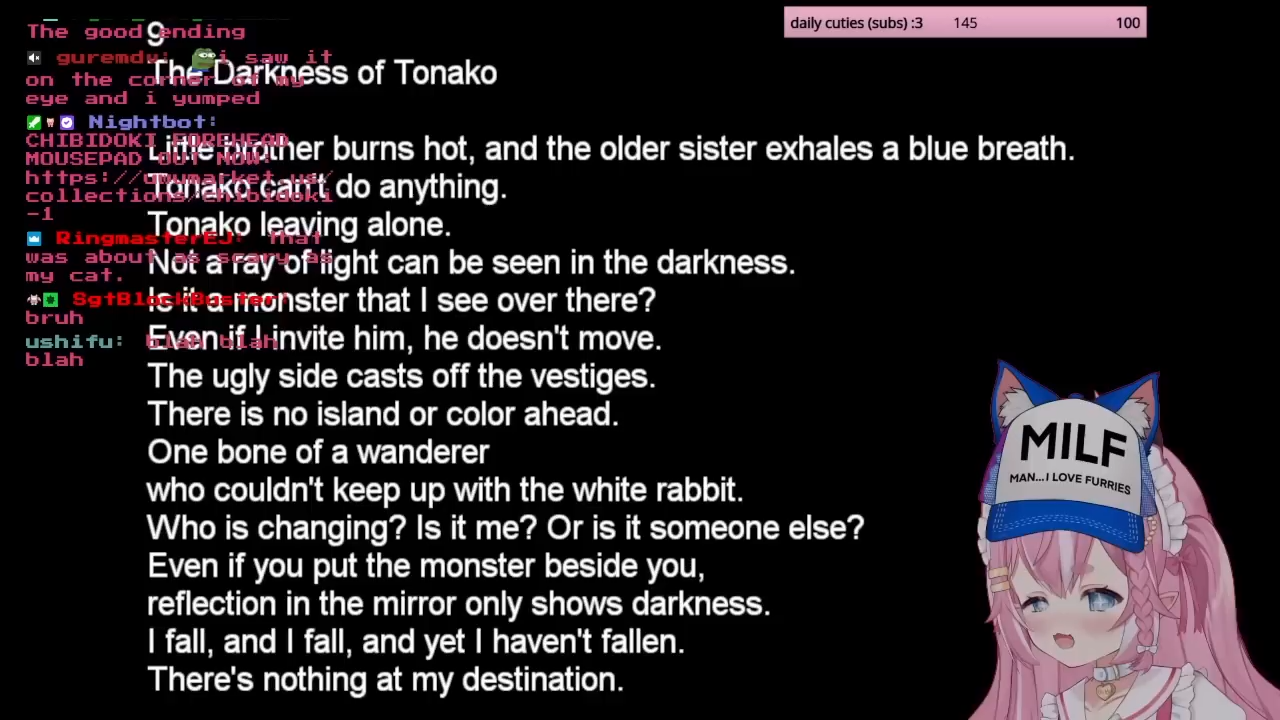 The good ending
guremdu: i saw it
on the corner of my
eye and i yumped
Nightbot:
CHIBIDOKI FOREHEAD
MOUSEPAD OUT NOW!
https://umumarket.us/
collections/chibidoki
-1
RingmasterEJ: that
was about as scary as
my cat.
SgtBlockBuster:
bruh
ushifu: blah blah
blah
daily cuties (subs) :3 145 100
9
The Darkness of Tonako
Little brother burns hot, and the older sister exhales a blue breath.
Tonako can't do anything.
Tonako leaving alone.
Not a ray of light can be seen in the darkness.
Is it a monster that I see over there?
Even if I invite him, he doesn't move.
The ugly side casts off the vestiges.
There is no island or color ahead.
One bone of a wanderer
who couldn't keep up with the white rabbit.
Who is changing? Is it me? Or is it someone else?
Even if you put the monster beside you,
reflection in the mirror only shows darkness.
I fall, and I fall, and yet I haven't fallen.
There's nothing at my destination.
MILF
MAN...I LOVE FURRIES